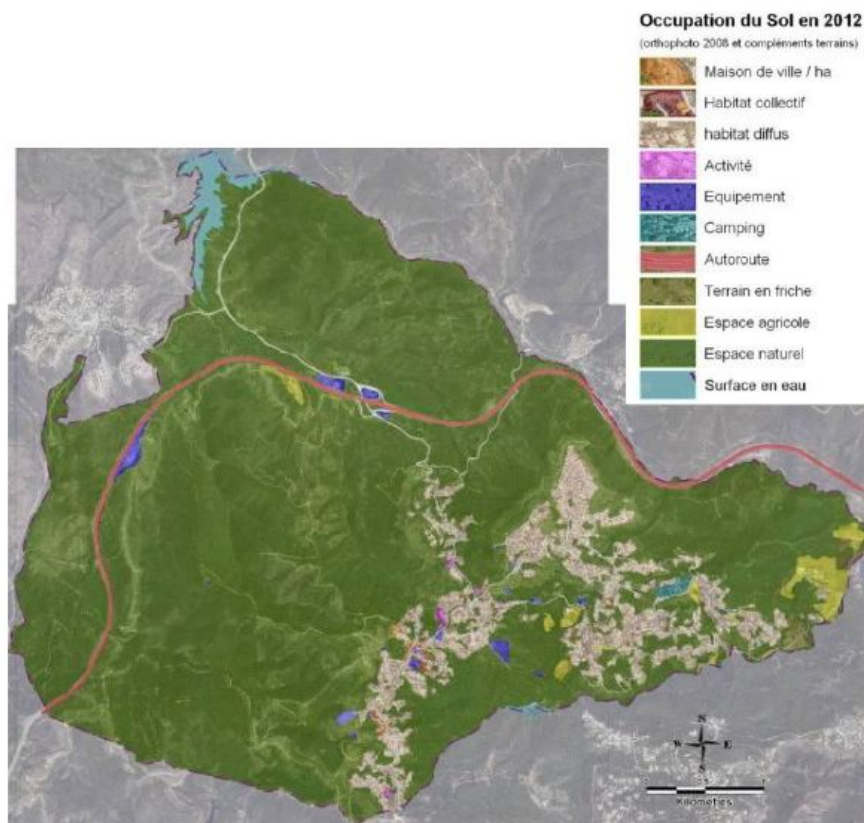 Occupation du Sol en 2012
(orthophoto 2008 et compléments terrains)
Maison de ville / ha
Habitat collectif
habitat diffus
Activité
Equipement
Camping
Autoroute
Terrain en friche
Espace agricole
Espace naturel
Surface en eau
N
W E
S
Kilometies